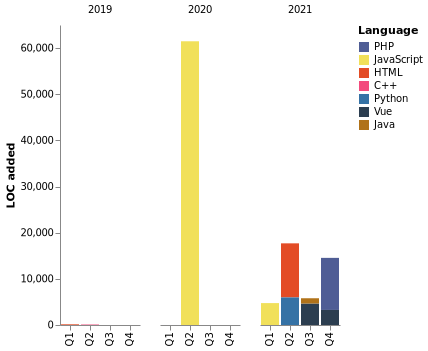 2019 2020 2021
Language
PHP
JavaScript
HTML
C++
Python
Vue
Java
LOC added
60,000
50,000
40,000
30,000
20,000
10,000
0
Q1 Q2 Q3 Q4 Q1 Q2 Q3 Q4 Q1 Q2 Q3 Q4